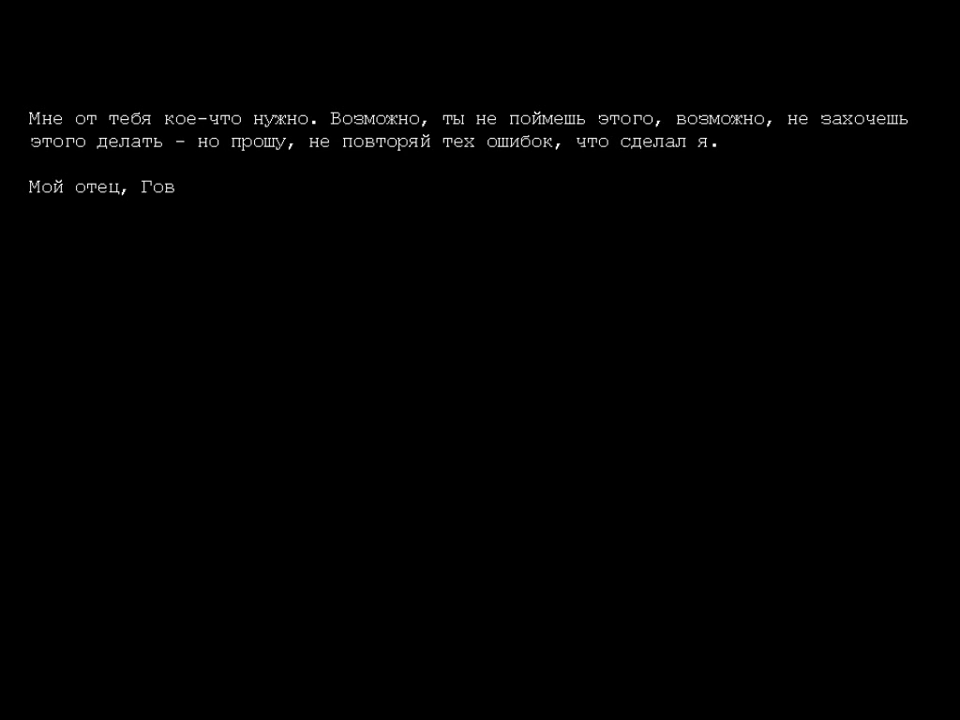 Мне от тебя кое-что нужно. Возможно, ты не поймешь этого, возможно, не захочешь
этого делать - но прошу, не повторяй тех ошибок, что сделал я.
Мой отец, Гов